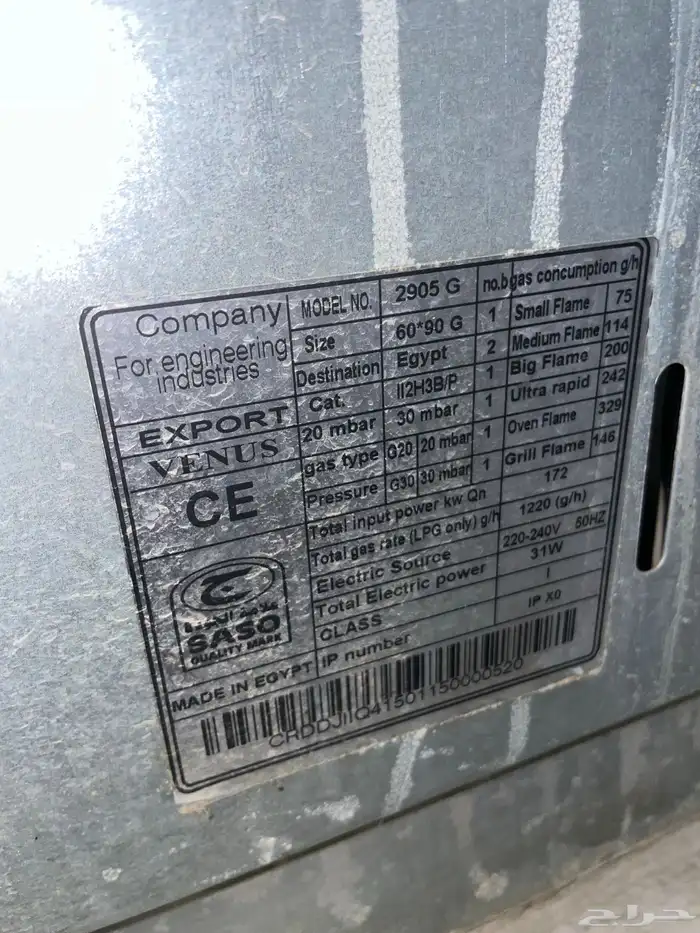 Company
For engineering
industries
EXPORT
VENUS
CE
علامة الجودة
SASO
QUALITY MARK
MADE IN EGYPT
MODEL NO. 2905 G
Size 60*90 G
Destination Egypt
Cat. II2H3B/P
20 mbar 30 mbar
gas type G20 20 mbar
Pressure G30 30 mbar
no.b gas concumption g/h
1 Small Flame 75
2 Medium Flame 114
1 Big Flame 200
1 Ultra rapid 242
1 Oven Flame 329
1 Grill Flame 146
Total input power kw Qn 172
Total gas rate (LPG only) g/h 1220 (g/h)
Electric Source 220-240V 50HZ
Total Electric power 31W
CLASS I
IP number IP X0
حراج